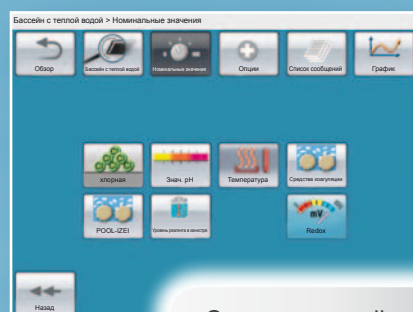 Бассейн с теплой водой > Номинальные значения
Обзор
Бассейн с теплой водой
Номинальные значения
Опции
Список сообщений
График
хлорная
Знач. pH
Температура
Средства коагуляции
POOL-IZEI
Уровень реагента в канистре
mV
Redox
Назад